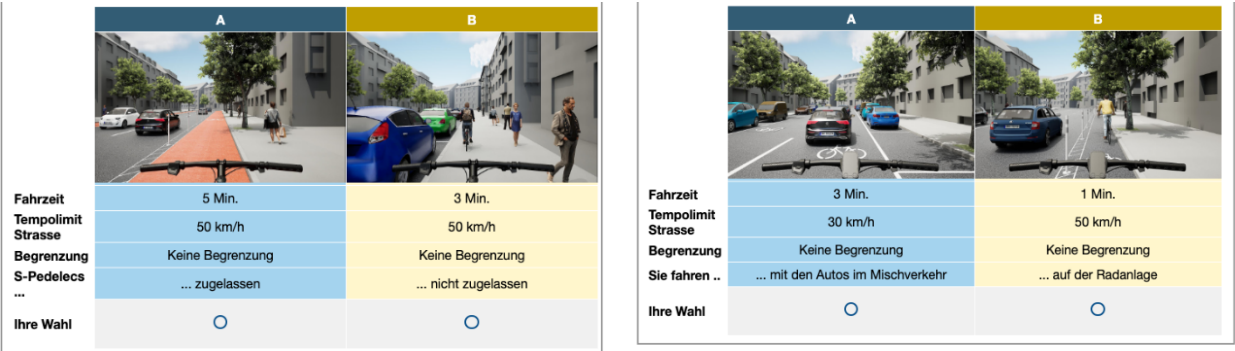 A B
Fahrzeit 5 Min. 3 Min.
Tempolimit
Strasse 50 km/h 50 km/h
Begrenzung Keine Begrenzung Keine Begrenzung
S-Pedelecs
... ... zugelassen ... nicht zugelassen
Ihre Wahl
A B
Fahrzeit 3 Min. 1 Min.
Tempolimit
Strasse 30 km/h 50 km/h
Begrenzung Keine Begrenzung Keine Begrenzung
Sie fahren .. ... mit den Autos im Mischverkehr ... auf der Radanlage
Ihre Wahl